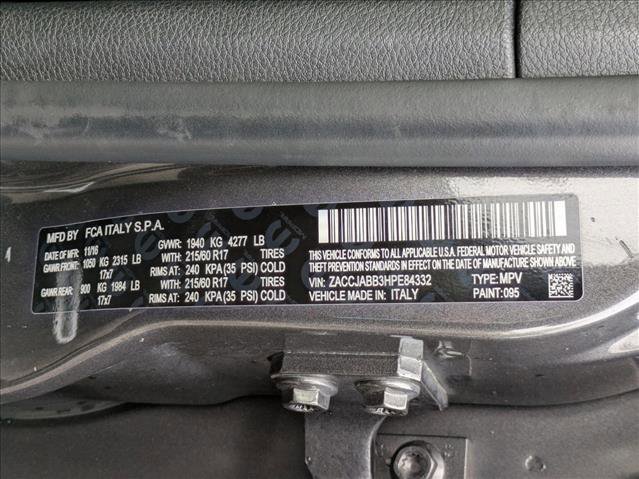 MFD BY FCA ITALY S.P.A.
DATE OF MFR 11/16 GVWR: 1940 KG 4277 LB
GAWR FRONT: 1050 KG 2315 LB WITH: 215/60 R17 TIRES
17x7 RIMS AT: 240 KPA (35 PSI) COLD
GAWR REAR: 900 KG 1984 LB WITH: 215/60 R17 TIRES
17x7 RIMS AT: 240 KPA (35 PSI) COLD
THIS VEHICLE CONFORMS TO ALL APPLICABLE U.S.A. FEDERAL MOTOR VEHICLE SAFETY,
BUMPER, AND THEFT PREVENTION STANDARDS IN EFFECT ON THE DATE OF MANUFACTURE SHOWN ABOVE.
VIN: ZACCJABB3HPE84332 TYPE: MPV
VEHICLE MADE IN: ITALY PAINT: 095